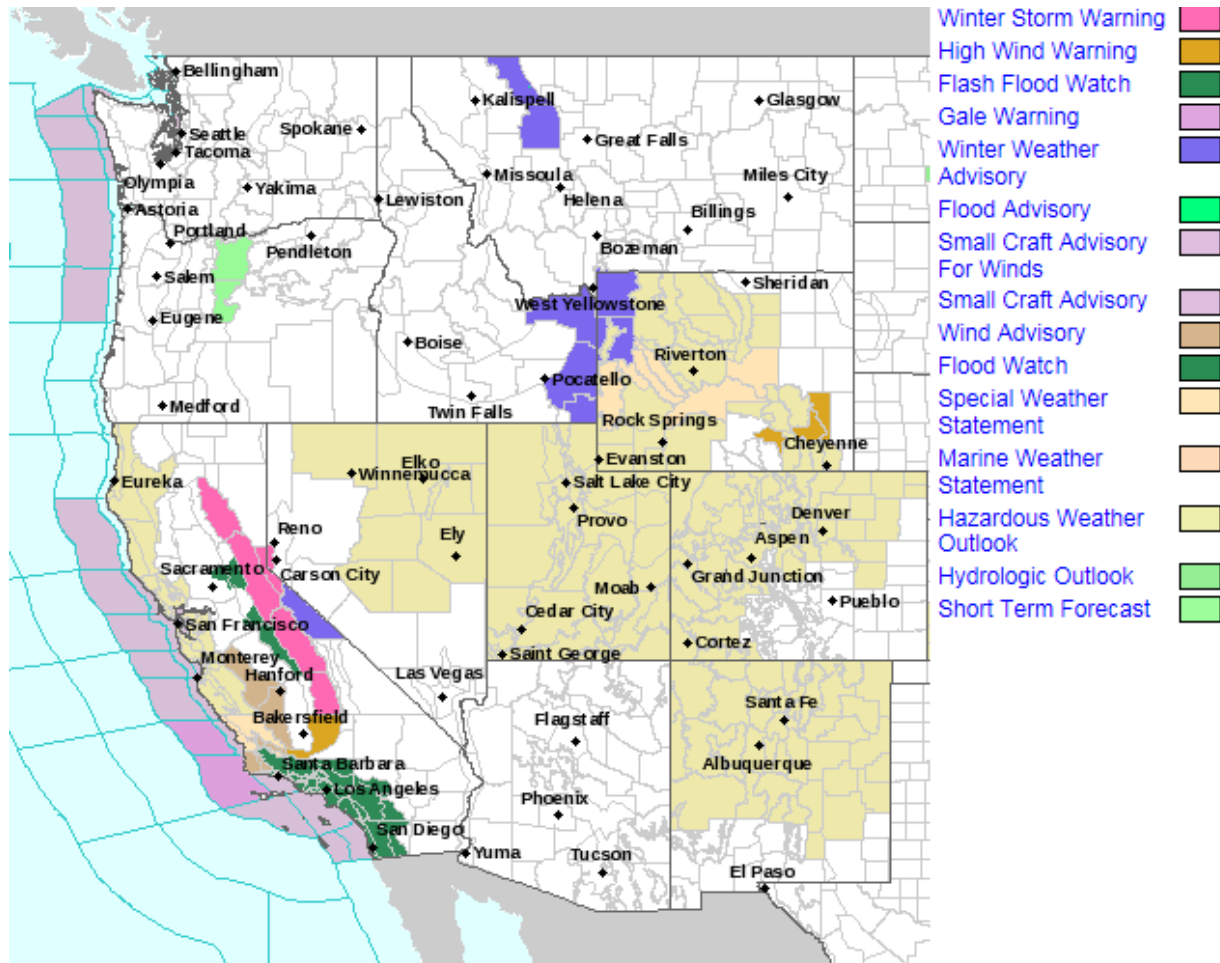 Winter Storm Warning
High Wind Warning
Flash Flood Watch
Gale Warning
Winter Weather
Advisory
Flood Advisory
Small Craft Advisory
For Winds
Small Craft Advisory
Wind Advisory
Flood Watch
Special Weather
Statement
Marine Weather
Statement
Hazardous Weather
Outlook
Hydrologic Outlook
Short Term Forecast
Bellingham
Kalispell
Glasgow
Seattle
Spokane
Great Falls
Tacoma
Olympia
Yakima
Missoula
Helena
Miles City
Astoria
Lewiston
Billings
Portland
Pendleton
Bozeman
Salem
West Yellowstone
Sheridan
Eugene
Boise
Riverton
Pocatello
Medford
Twin Falls
Rock Springs
Cheyenne
Eureka
Elko
Winnemucca
Evanston
Salt Lake City
Provo
Reno
Ely
Denver
Aspen
Sacramento
Carson City
Moab
Grand Junction
Pueblo
San Francisco
Cedar City
Cortez
Monterey
Saint George
Hanford
Las Vegas
Bakersfield
Flagstaff
Santa Fe
Albuquerque
Santa Barbara
Los Angeles
Phoenix
San Diego
Yuma
Tucson
El Paso